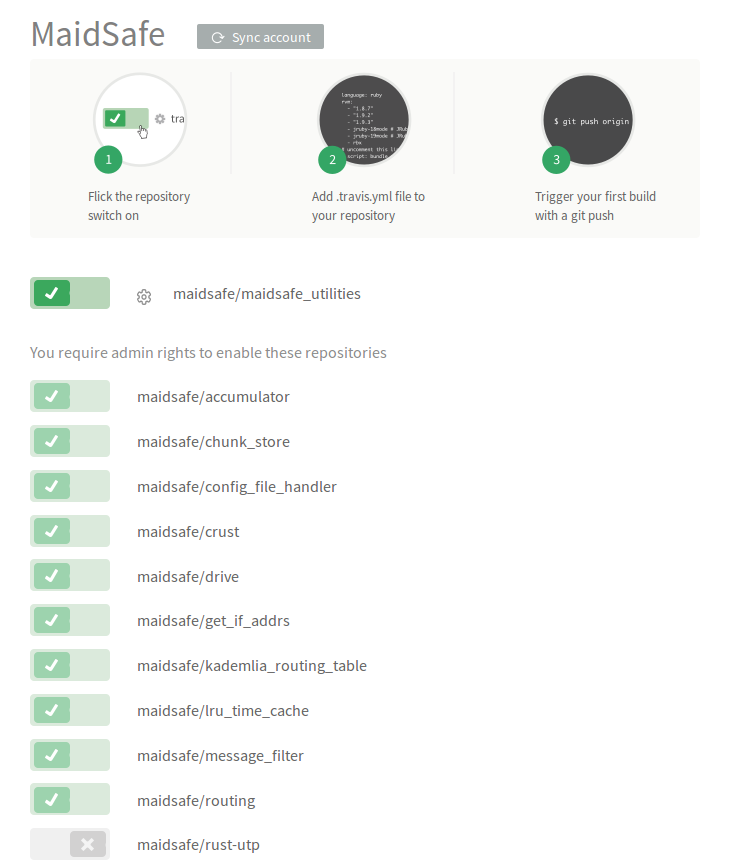 MaidSafe
Sync account
tra
language: ruby
rvm:
- "1.8.7"
- "1.9.2"
- "1.9.3"
- jruby-18mode # JRub
- jruby-19mode # JRub
- rbx
# uncomment this li
script: bundle
$ git push origin
1
2
3
Flick the repository
switch on
Add .travis.yml file to
your repository
Trigger your first build
with a git push
maidsafe/maidsafe_utilities
You require admin rights to enable these repositories
maidsafe/accumulator
maidsafe/chunk_store
maidsafe/config_file_handler
maidsafe/crust
maidsafe/drive
maidsafe/get_if_addrs
maidsafe/kademlia_routing_table
maidsafe/lru_time_cache
maidsafe/message_filter
maidsafe/routing
maidsafe/rust-utp